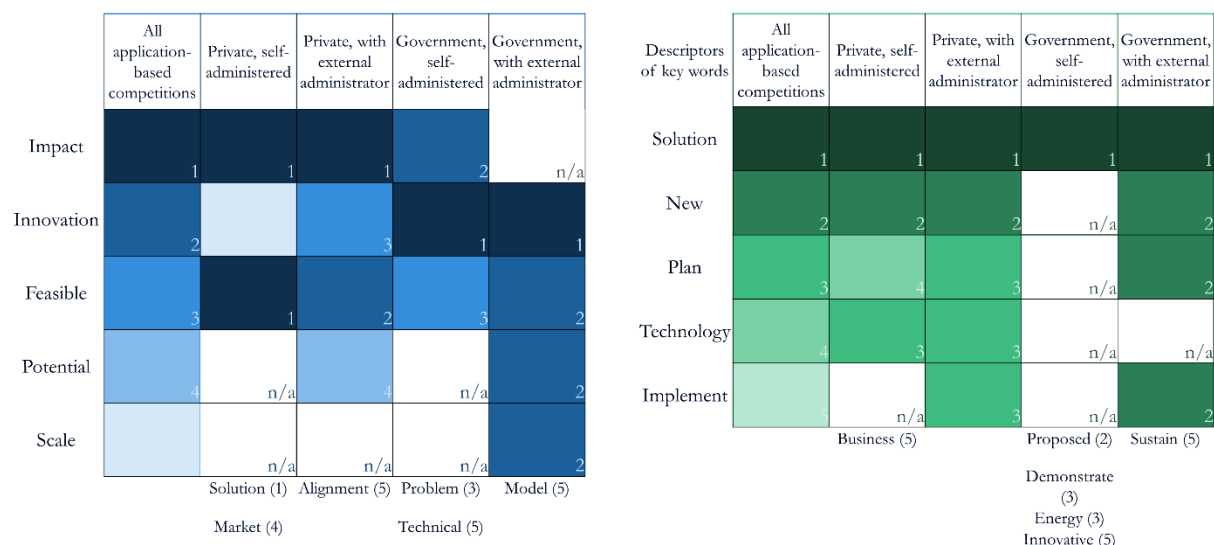 All application-based competitions
Private, self-administered
Private, with external administrator
Government, self-administered
Government, with external administrator
Impact
1
1
1
2
n/a
Innovation
2
3
1
1
Feasible
3
1
2
3
2
Potential
4
n/a
4
n/a
2
Scale
n/a
n/a
n/a
2
Solution (1)
Alignment (5)
Problem (3)
Model (5)
Market (4)
Technical (5)
Descriptors of key words
All application-based competitions
Private, self-administered
Private, with external administrator
Government, self-administered
Government, with external administrator
Solution
1
1
1
1
1
New
2
2
2
n/a
2
Plan
3
4
3
n/a
2
Technology
4
3
3
n/a
n/a
Implement
5
n/a
3
n/a
2
Business (5)
Proposed (2)
Sustain (5)
Demonstrate (3)
Energy (3)
Innovative (5)